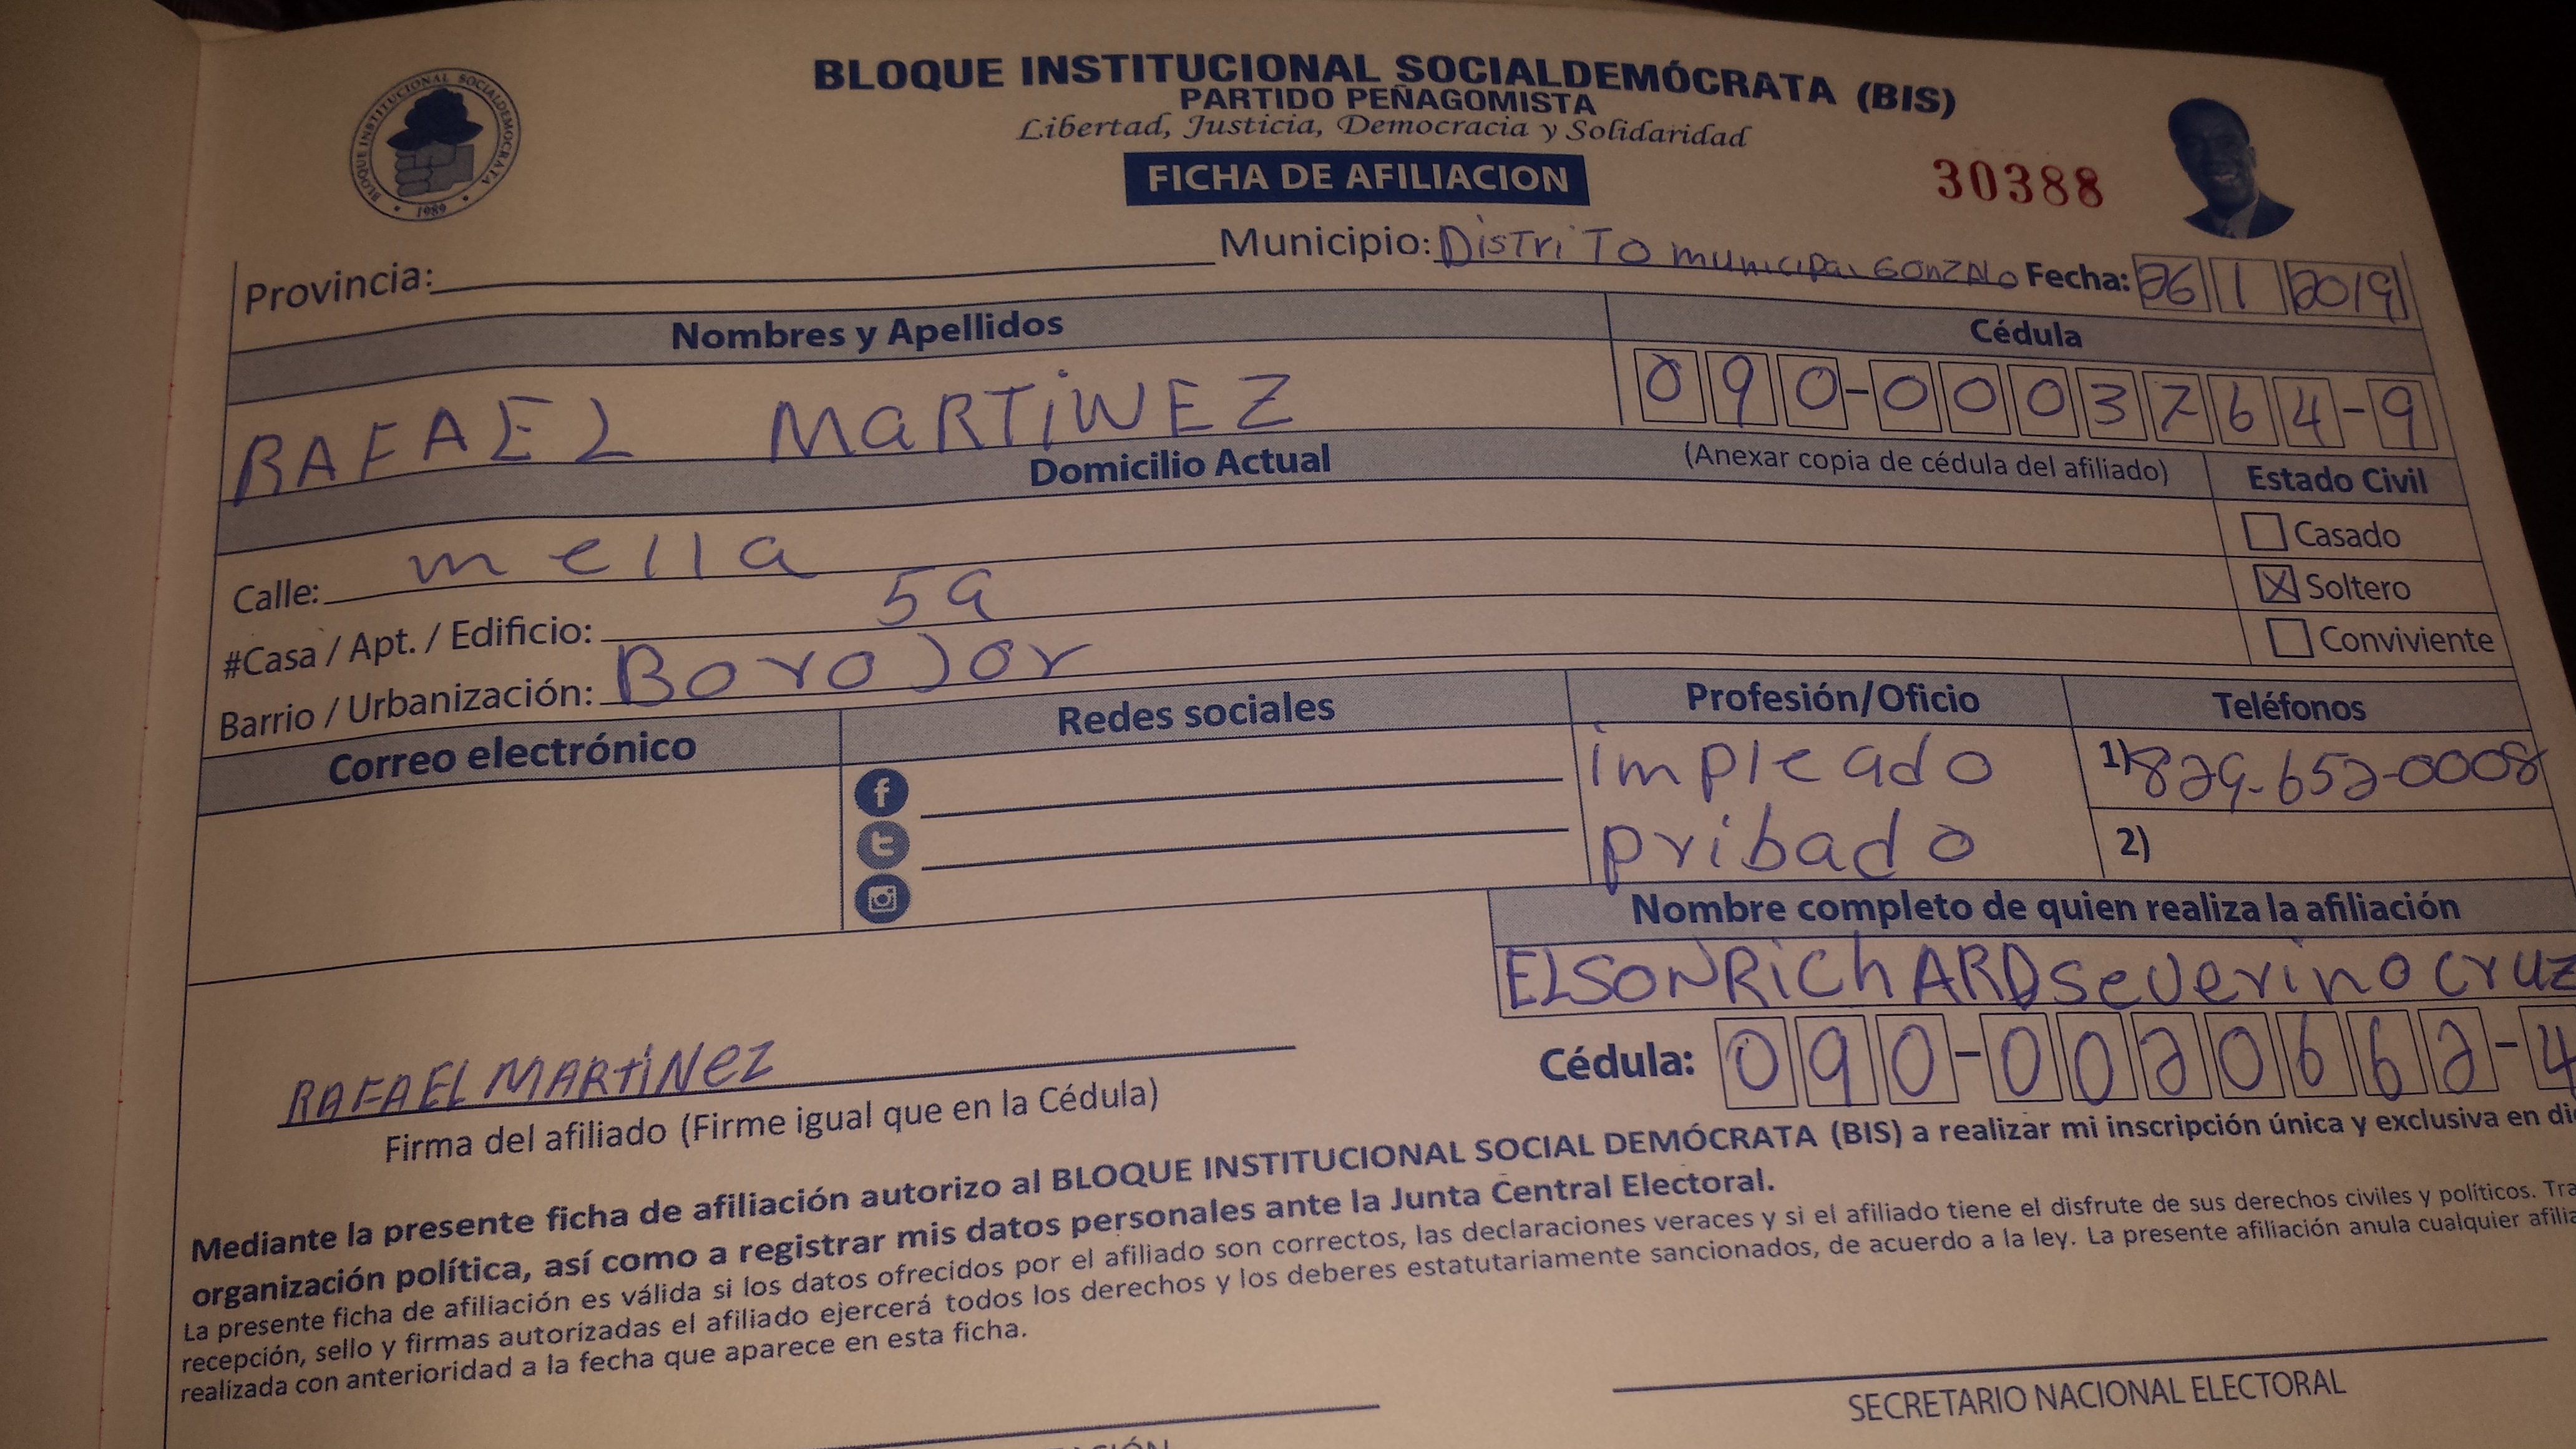 BLOQUE INSTITUCIONAL SOCIALDEMOCRATA
1989
BLOQUE INSTITUCIONAL SOCIALDEMÓCRATA (BIS)
PARTIDO PEÑAGOMISTA
Libertad, Justicia, Democracia y Solidaridad
FICHA DE AFILIACION
30388
Provincia: Municipio: DisTriTO municipal GONZALO Fecha: 26 1 2019
Nombres y Apellidos Cédula
RAFAEL MaRTiNEZ 090-0003764-9
Domicilio Actual (Anexar copia de cédula del afiliado) Estado Civil
Calle: mella Casado
#Casa / Apt. / Edificio: 59 X Soltero
Barrio / Urbanización: Conviviente
Correo electrónico Redes sociales Profesión/Oficio Teléfonos
impleado 1) 829-652-0008
pribado 2)
Nombre completo de quien realiza la afiliación
ELSON RichARD severino cruz
RAFAEL MARTiNez Cédula: 090-0020662-4
Firma del afiliado (Firme igual que en la Cédula)
Mediante la presente ficha de afiliación autorizo al BLOQUE INSTITUCIONAL SOCIAL DEMÓCRATA (BIS) a realizar mi inscripción única y exclusiva en di
organización política, así como a registrar mis datos personales ante la Junta Central Electoral.
La presente ficha de afiliación es válida si los datos ofrecidos por el afiliado son correctos, las declaraciones veraces y si el afiliado tiene el disfrute de sus derechos civiles y políticos. Tra
recepción, sello y firmas autorizadas el afiliado ejercerá todos los derechos y los deberes estatutariamente sancionados, de acuerdo a la ley. La presente afiliación anula cualquier afilia
realizada con anterioridad a la fecha que aparece en esta ficha.
SECRETARIO NACIONAL ELECTORAL